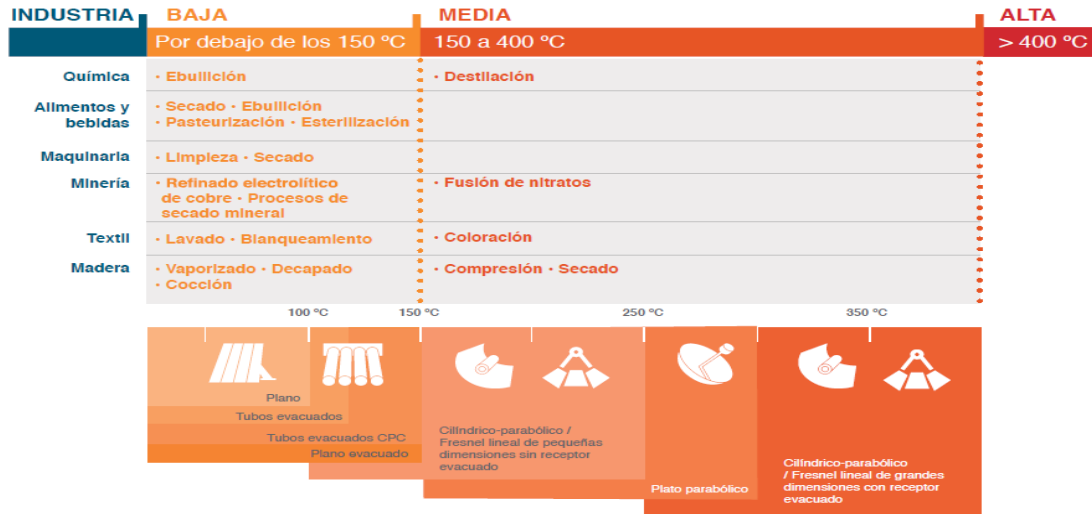 INDUSTRIA BAJA MEDIA ALTA
Por debajo de los 150 ºC 150 a 400 ºC > 400 ºC
Química · Ebullición · Destilación
Alimentos y bebidas · Secado · Ebullición
· Pasteurización · Esterilización
Maquinaria · Limpieza · Secado
Minería · Refinado electrolítico · Fusión de nitratos
de cobre · Procesos de
secado mineral
Textil · Lavado · Blanqueamiento · Coloración
Madera · Vaporizado · Decapado · Compresión · Secado
· Cocción
100 ºC 150 ºC 250 ºC 350 ºC
Plano
Tubos evacuados
Tubos evacuados CPC
Plano evacuado
Cilíndrico-parabólico /
Fresnel lineal de pequeñas
dimensiones sin receptor
evacuado
Plato parabólico
Cilíndrico-parabólico
/ Fresnel lineal de grandes
dimensiones con receptor
evacuado